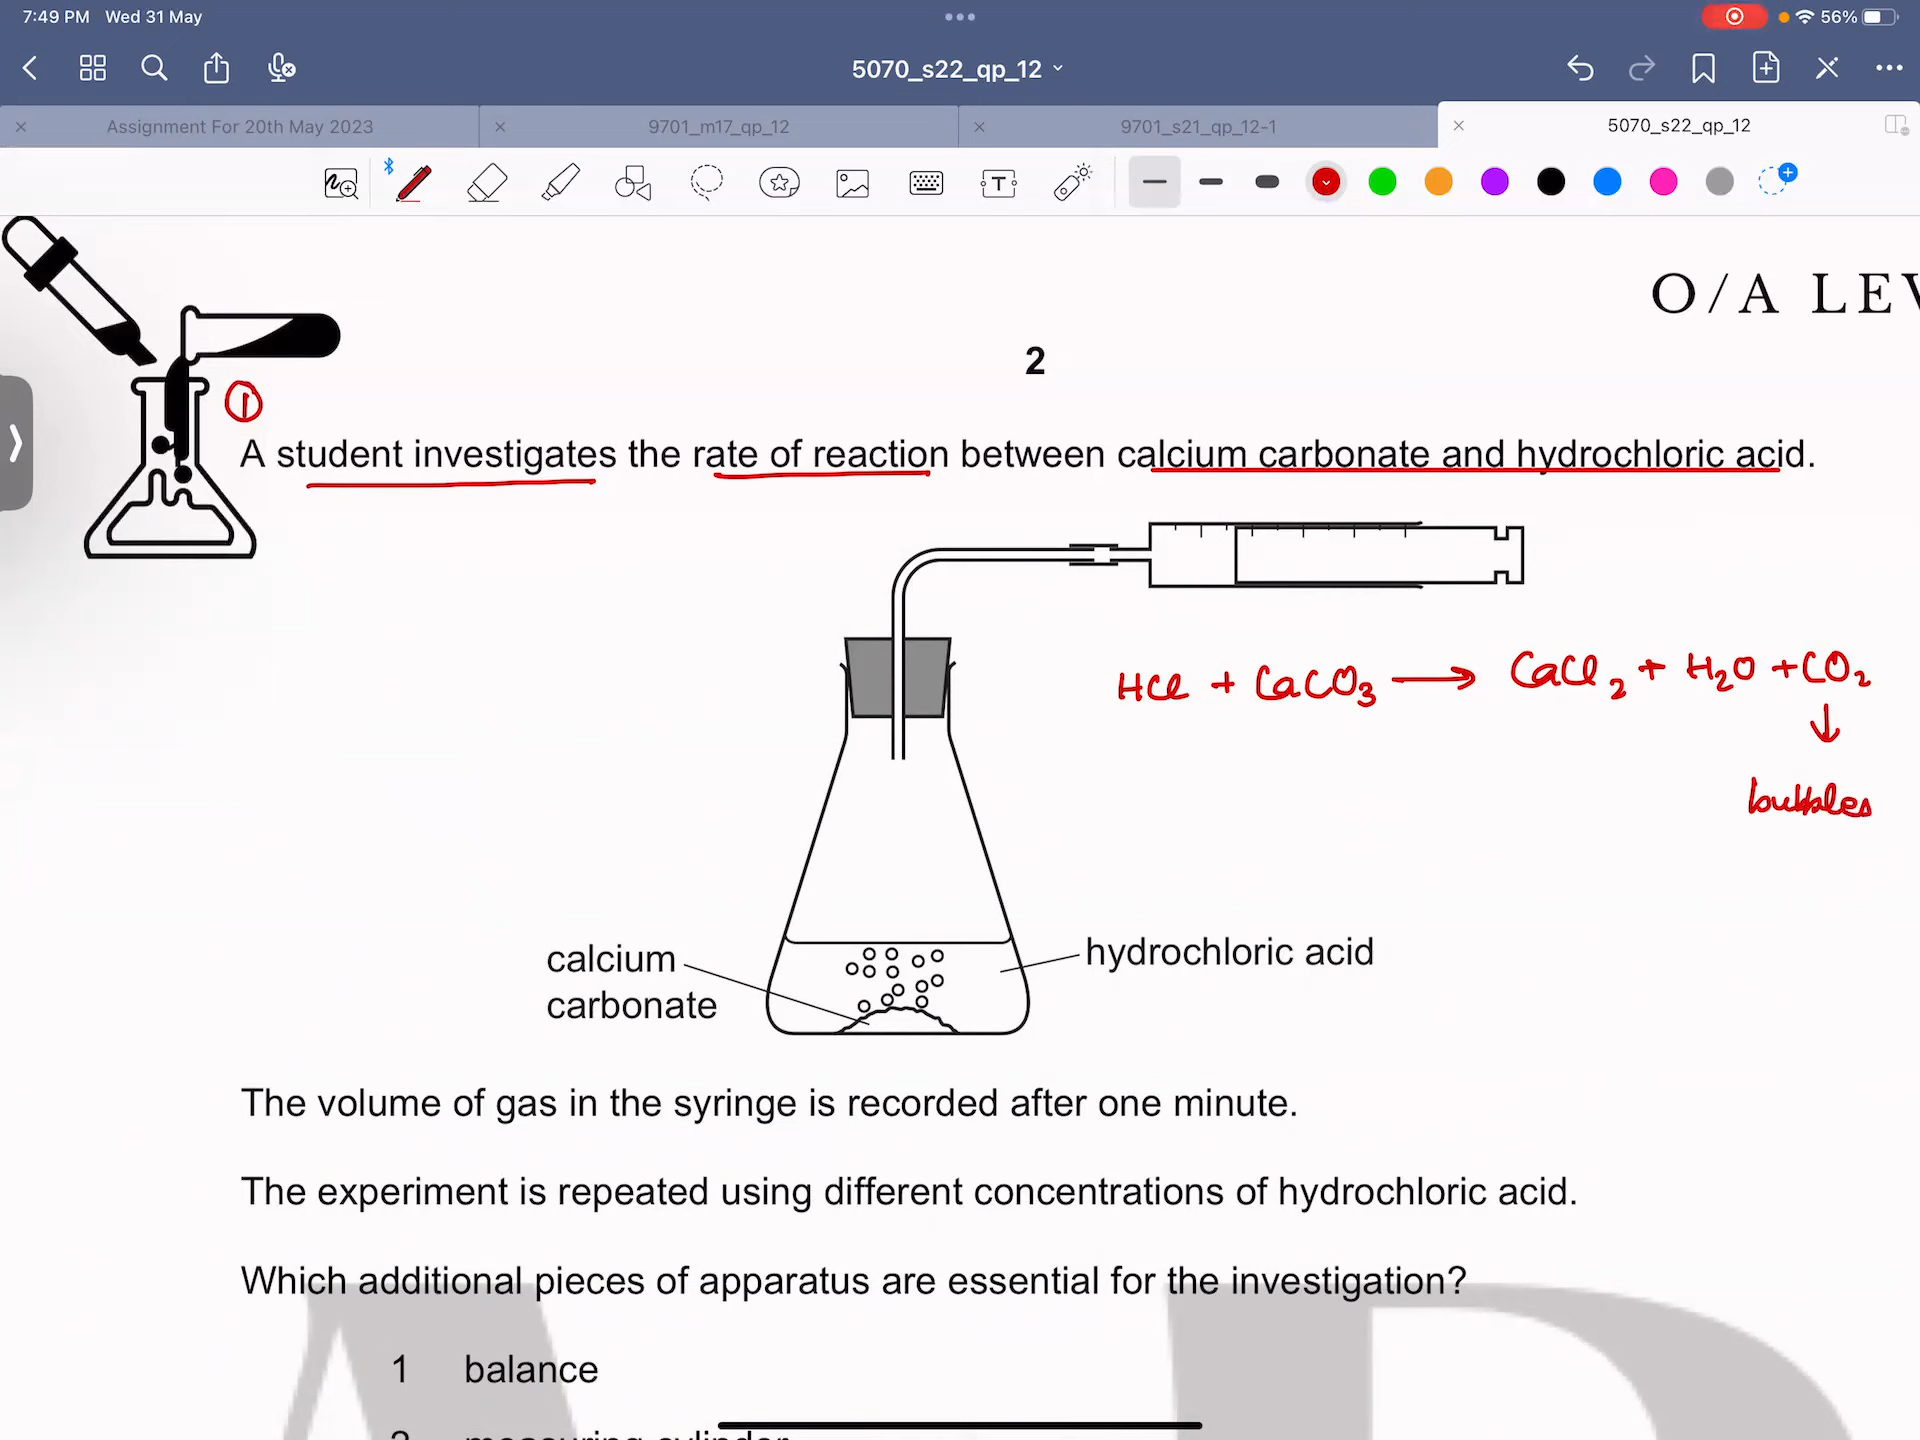 7:49 PM Wed 31 May
56%
5070_s22_qp_12
Assignment For 20th May 2023
9701_m17_qp_12
9701_s21_qp_12-1
5070_s22_qp_12
T
O/A LEV
2
1
A student investigates the rate of reaction between calcium carbonate and hydrochloric acid.
HCl + CaCO3 → CaCl2 + H2O + CO2
↓
bubbles
calcium
carbonate
hydrochloric acid
The volume of gas in the syringe is recorded after one minute.
The experiment is repeated using different concentrations of hydrochloric acid.
Which additional pieces of apparatus are essential for the investigation?
1 balance
2 measuring cylinder